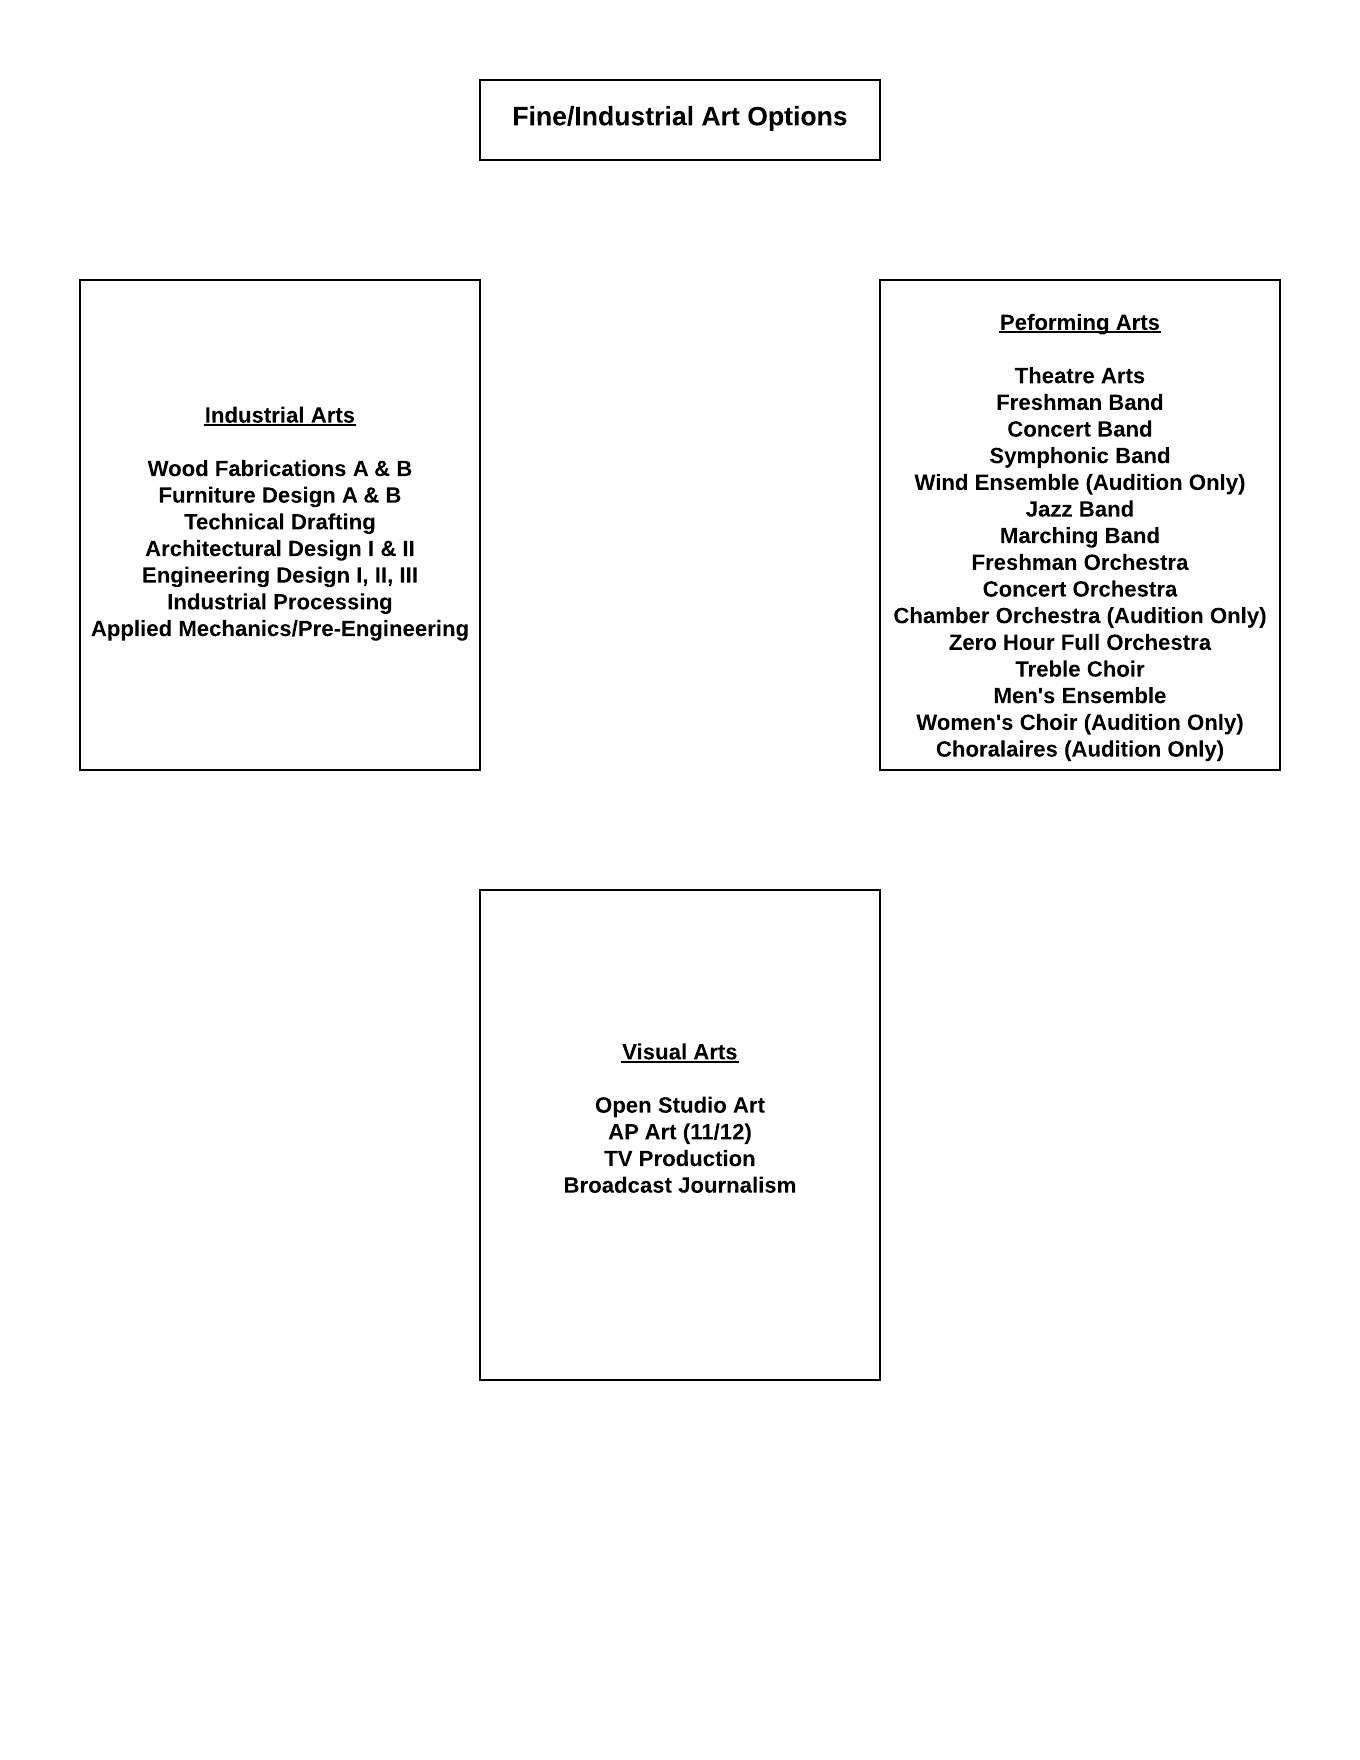 Fine/Industrial Art Options
Industrial Arts
Wood Fabrications A & B
Furniture Design A & B
Technical Drafting
Architectural Design I & II
Engineering Design I, II, III
Industrial Processing
Applied Mechanics/Pre-Engineering
Peforming Arts
Theatre Arts
Freshman Band
Concert Band
Symphonic Band
Wind Ensemble (Audition Only)
Jazz Band
Marching Band
Freshman Orchestra
Concert Orchestra
Chamber Orchestra (Audition Only)
Zero Hour Full Orchestra
Treble Choir
Men's Ensemble
Women's Choir (Audition Only)
Choralaires (Audition Only)
Visual Arts
Open Studio Art
AP Art (11/12)
TV Production
Broadcast Journalism